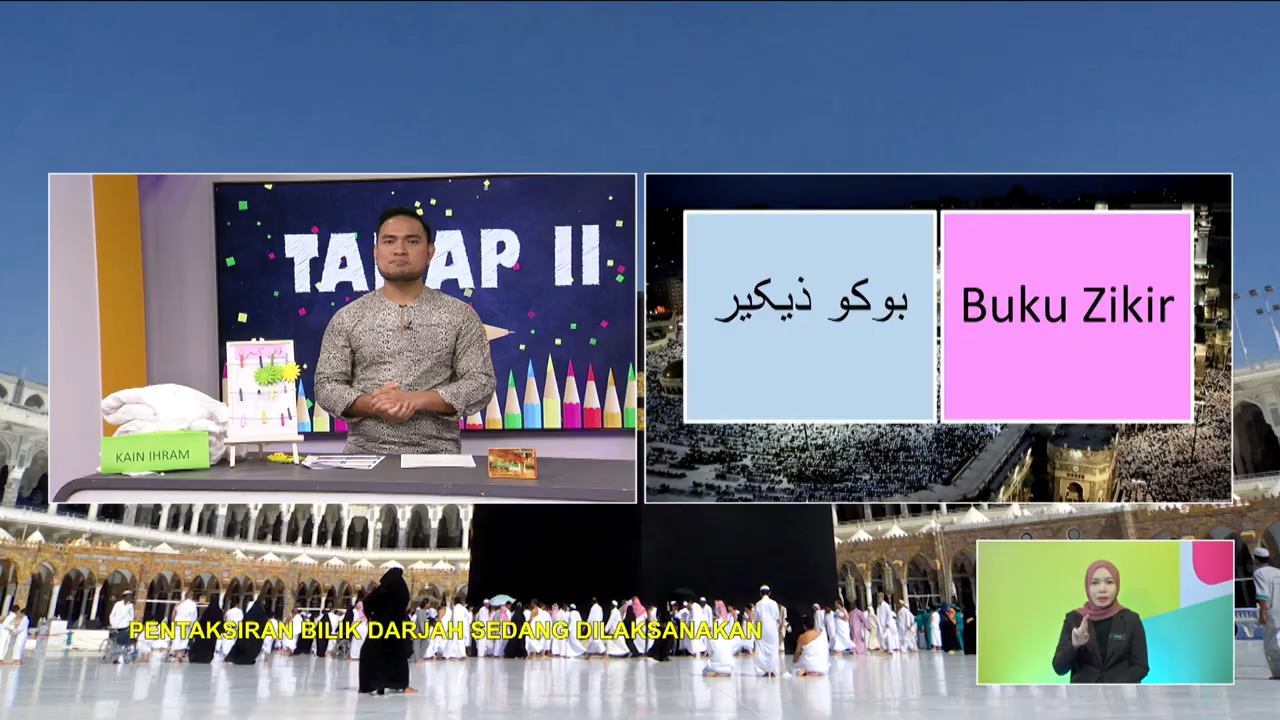 TAHAP II
KAIN IHRAM
بوكو ذيكير
Buku Zikir
PENTAKSIRAN BILIK DARJAH SEDANG DILAKSANAKAN